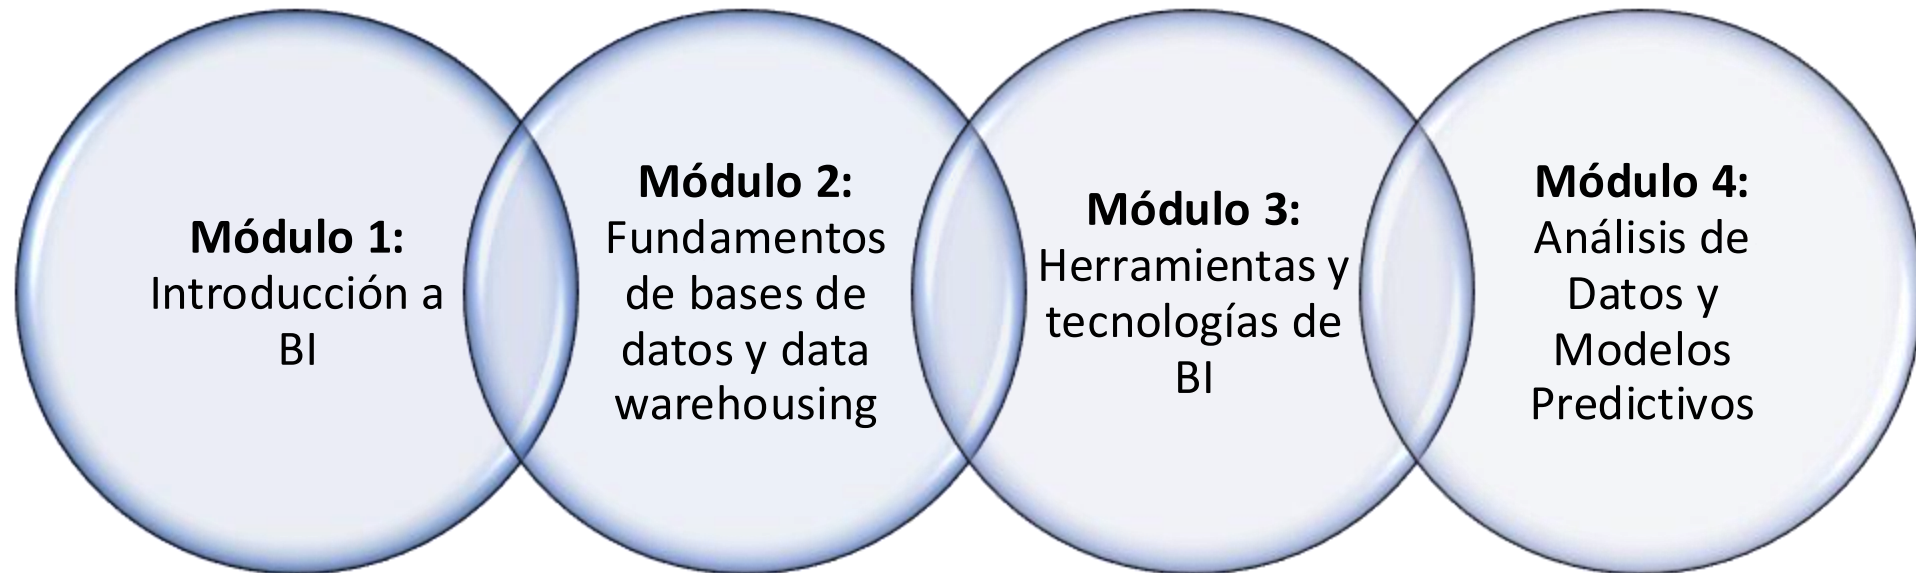 Módulo 1:
Introducción a
BI
Módulo 2:
Fundamentos
de bases de
datos y data
warehousing
Módulo 3:
Herramientas y
tecnologías de
BI
Módulo 4:
Análisis de
Datos y
Modelos
Predictivos